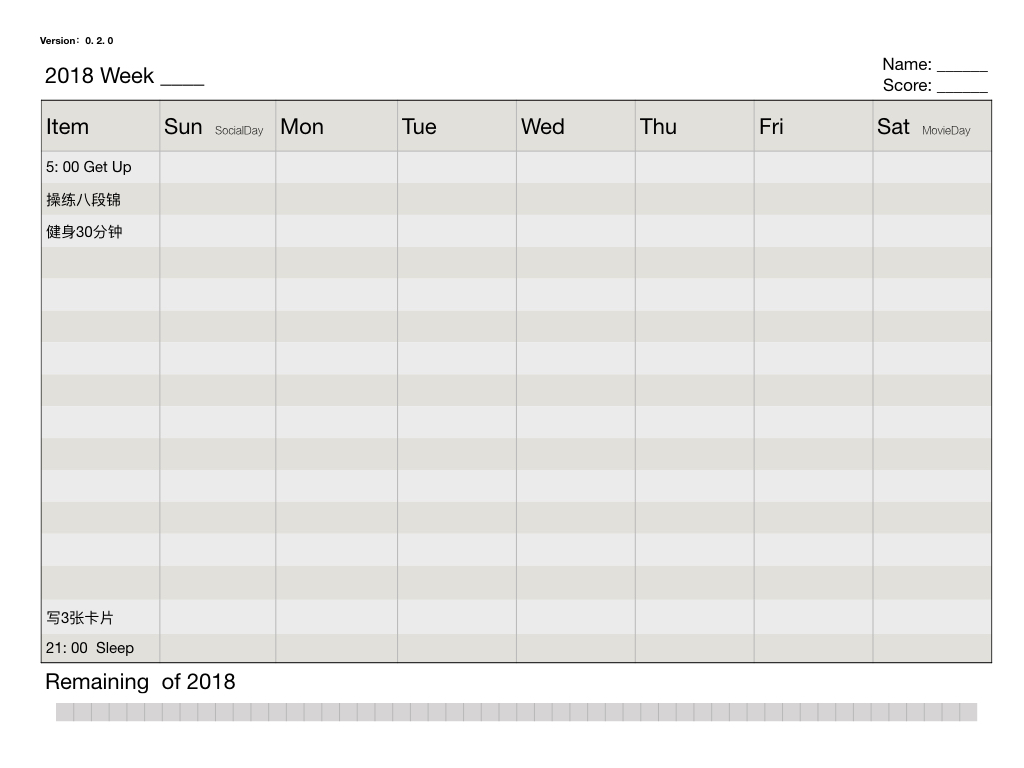 Version: 0. 2. 0
2018 Week ____
Name: ______
Score: ______
Item Sun SocialDay Mon Tue Wed Thu Fri Sat MovieDay
5: 00 Get Up
操练八段锦
健身30分钟
写3张卡片
21: 00 Sleep
Remaining of 2018